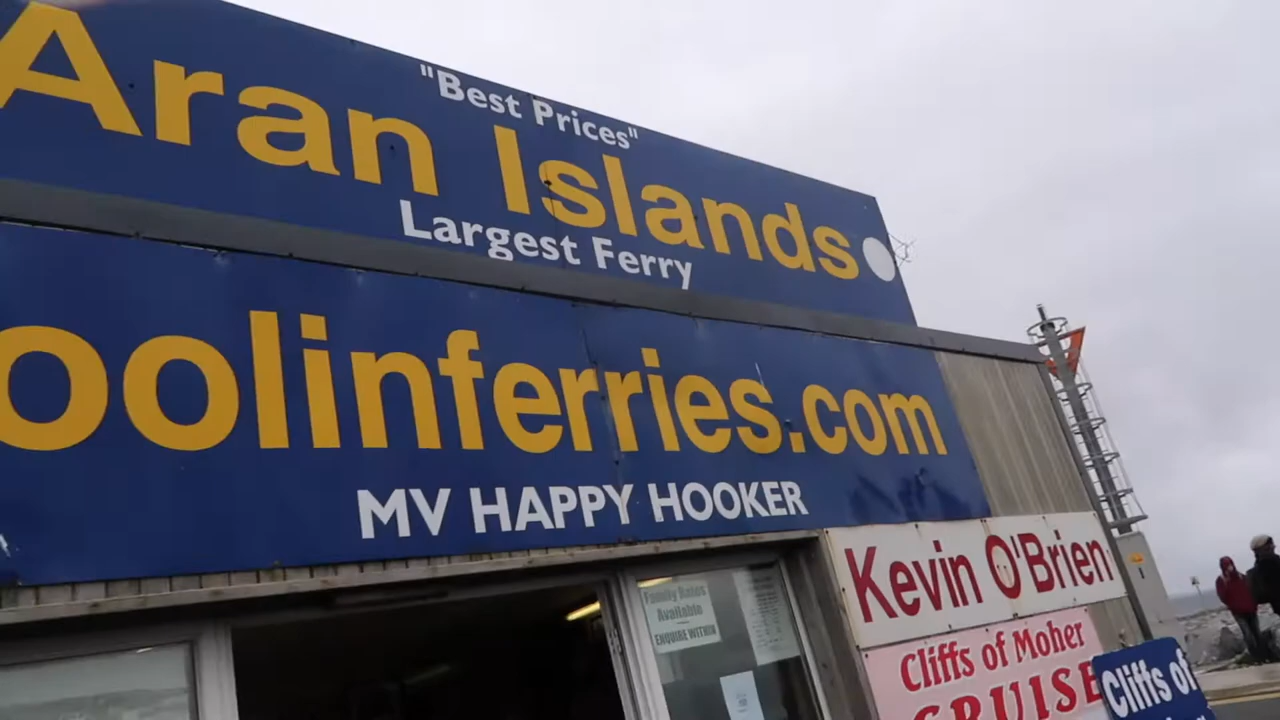 "Best Prices"
Aran Islands
Largest Ferry
oolinferries.com
MV HAPPY HOOKER
Family Rates
Available
ENQUIRE WITHIN
Kevin O'Brien
Cliffs of Moher
CRUISE
Cliffs of